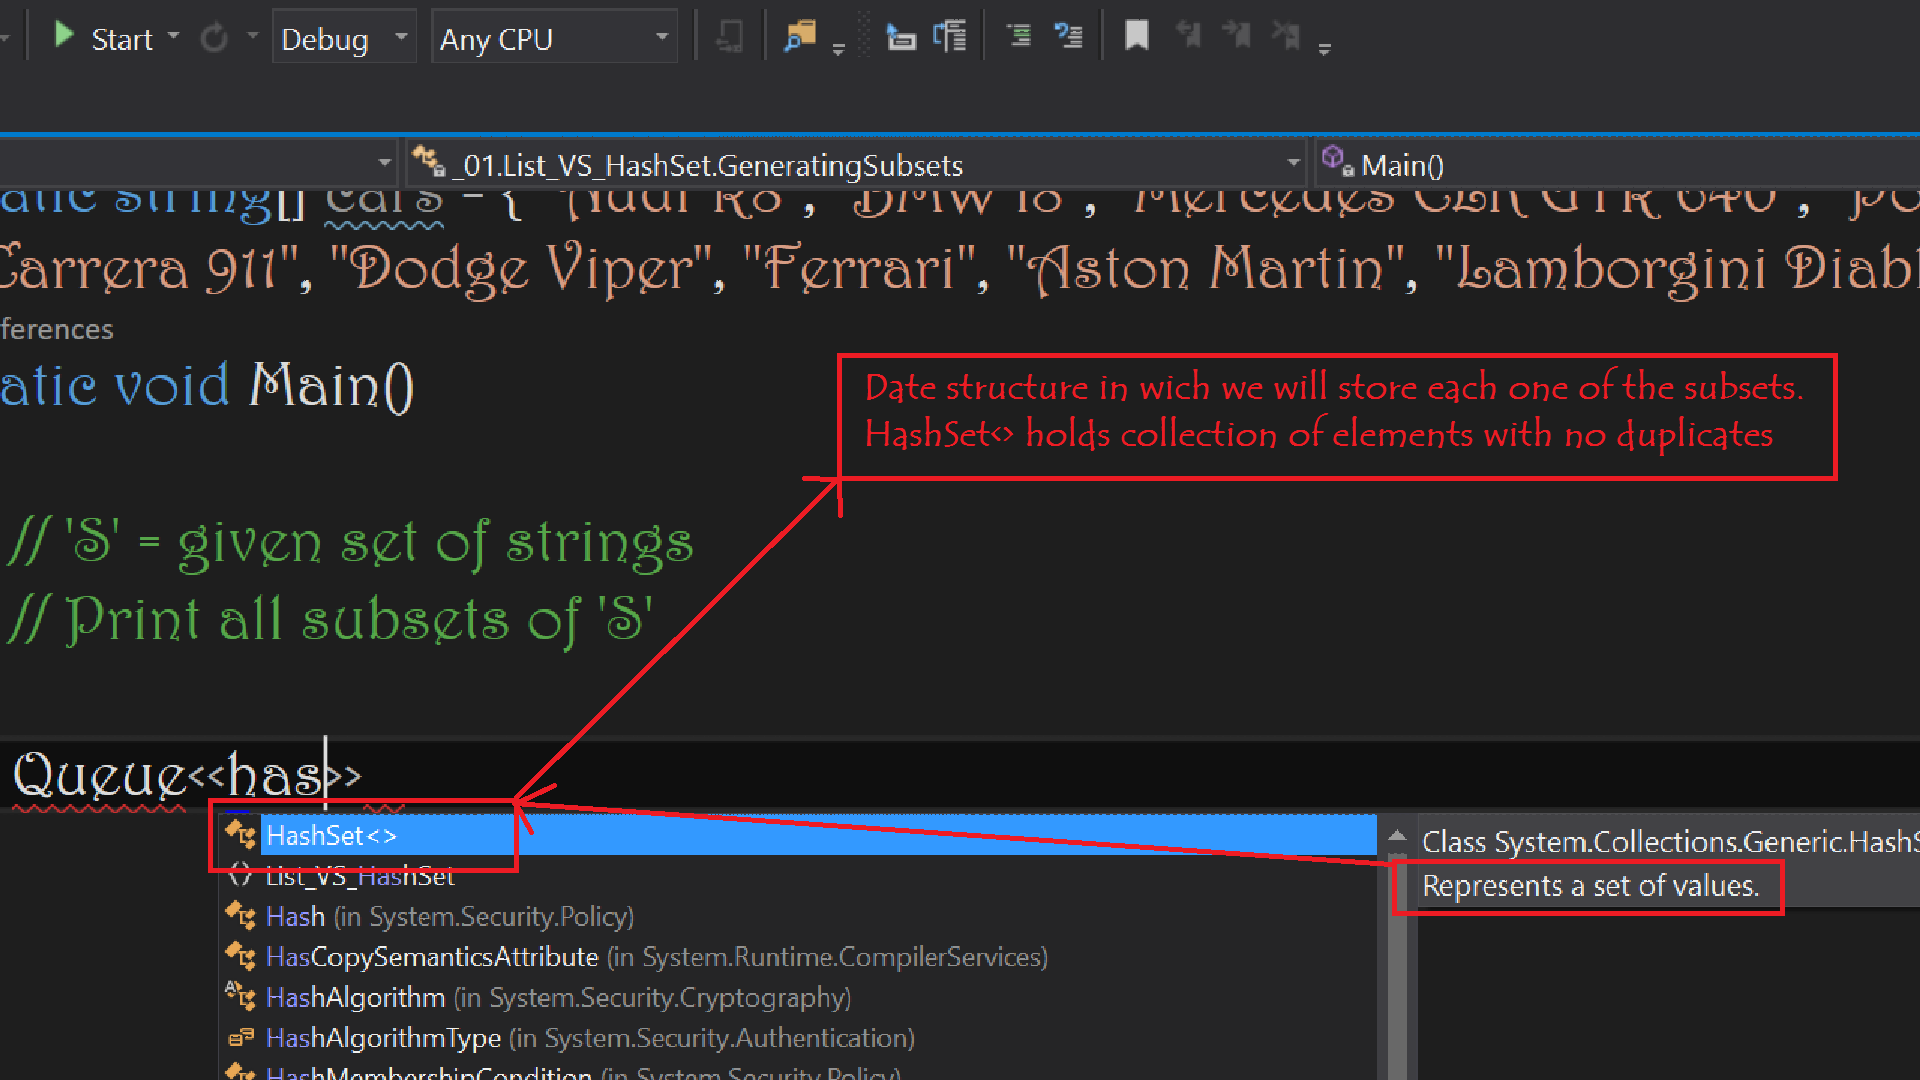 Start Debug Any CPU
_01.List_VS_HashSet.GeneratingSubsets Main()
atic string[] cars = { "Audi R8", "BMW i8", "Mercedes CLK GTR 640", "Po
Carrera 911", "Dodge Viper", "Ferrari", "Aston Martin", "Lamborgini Diabl
ferences
atic void Main()
Date structure in wich we will store each one of the subsets.
HashSet<> holds collection of elements with no duplicates
// 'S' = given set of strings
// Print all subsets of 'S'
Queue<<has>>
HashSet<>
Class System.Collections.Generic.HashS
List_VS_HashSet
Represents a set of values.
Hash (in System.Security.Policy)
HasCopySemanticsAttribute (in System.Runtime.CompilerServices)
HashAlgorithm (in System.Security.Cryptography)
HashAlgorithmType (in System.Security.Authentication)
HashMembershipCondition (in System.Security.Policy)